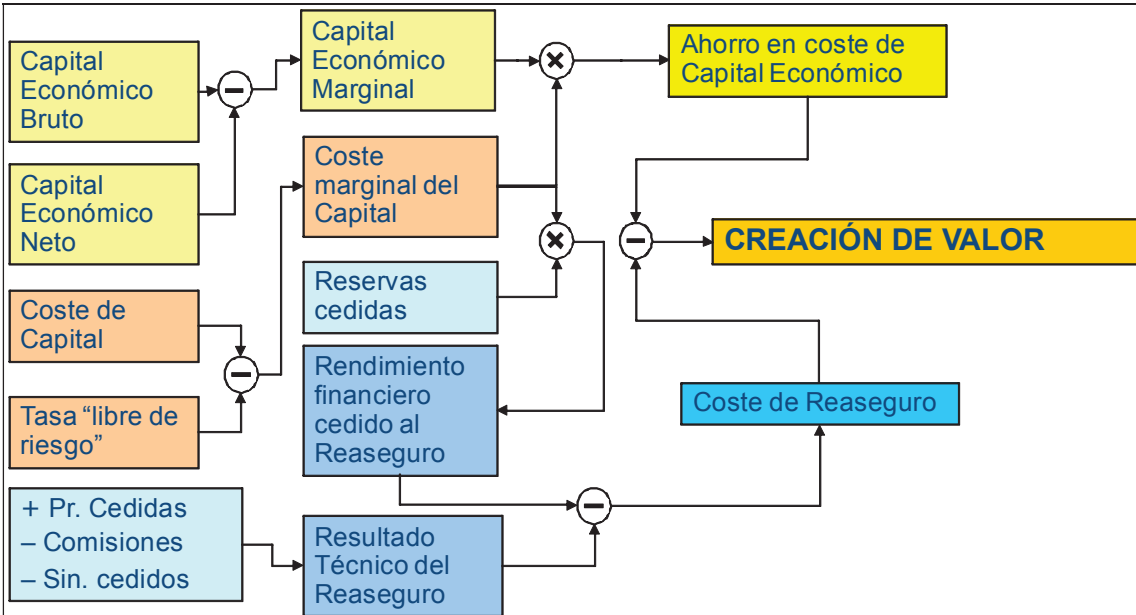 Capital
Económico
Bruto
Capital
Económico
Neto
Coste de
Capital
Tasa “libre de
riesgo”
+ Pr. Cedidas
– Comisiones
– Sin. cedidos
Capital
Económico
Marginal
Coste
marginal del
Capital
Reservas
cedidas
Rendimiento
financiero
cedido al
Reaseguro
Resultado
Técnico del
Reaseguro
Ahorro en coste de
Capital Económico
CREACIÓN DE VALOR
Coste de Reaseguro